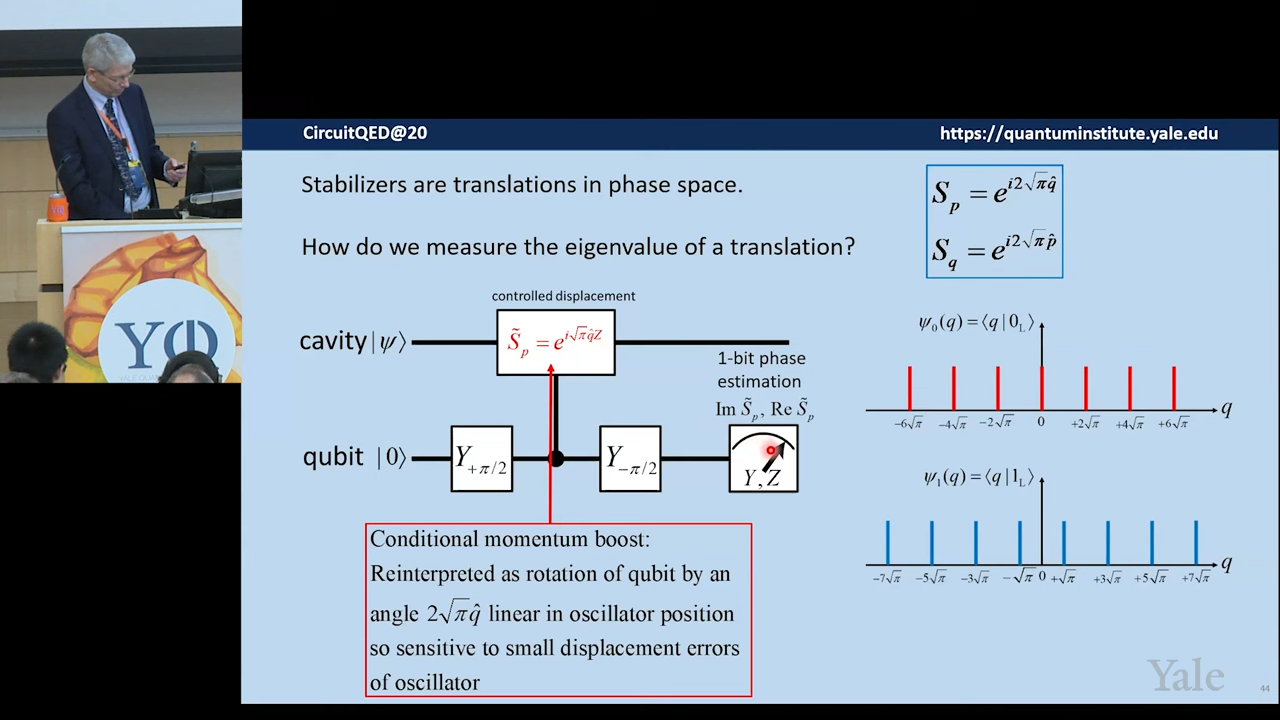 CircuitQED@20
https://quantuminstitute.yale.edu
Stabilizers are translations in phase space.
How do we measure the eigenvalue of a translation?
S_p = e^{i2√π q̂}
S_q = e^{i2√π p̂}
controlled displacement
cavity |ψ⟩
S̃_p = e^{i√π q̂Z}
1-bit phase
estimation
Im S̃_p, Re S̃_p
qubit |0⟩
Y_{+π/2}
Y_{−π/2}
Y, Z
Conditional momentum boost:
Reinterpreted as rotation of qubit by an
angle 2√π q̂ linear in oscillator position
so sensitive to small displacement errors
of oscillator
ψ₀(q) = ⟨q|0_L⟩
q
−6√π −4√π −2√π 0 +2√π +4√π +6√π
ψ₁(q) = ⟨q|1_L⟩
q
−7√π −5√π −3√π −√π 0 +√π +3√π +5√π +7√π
Yale
44
YQI